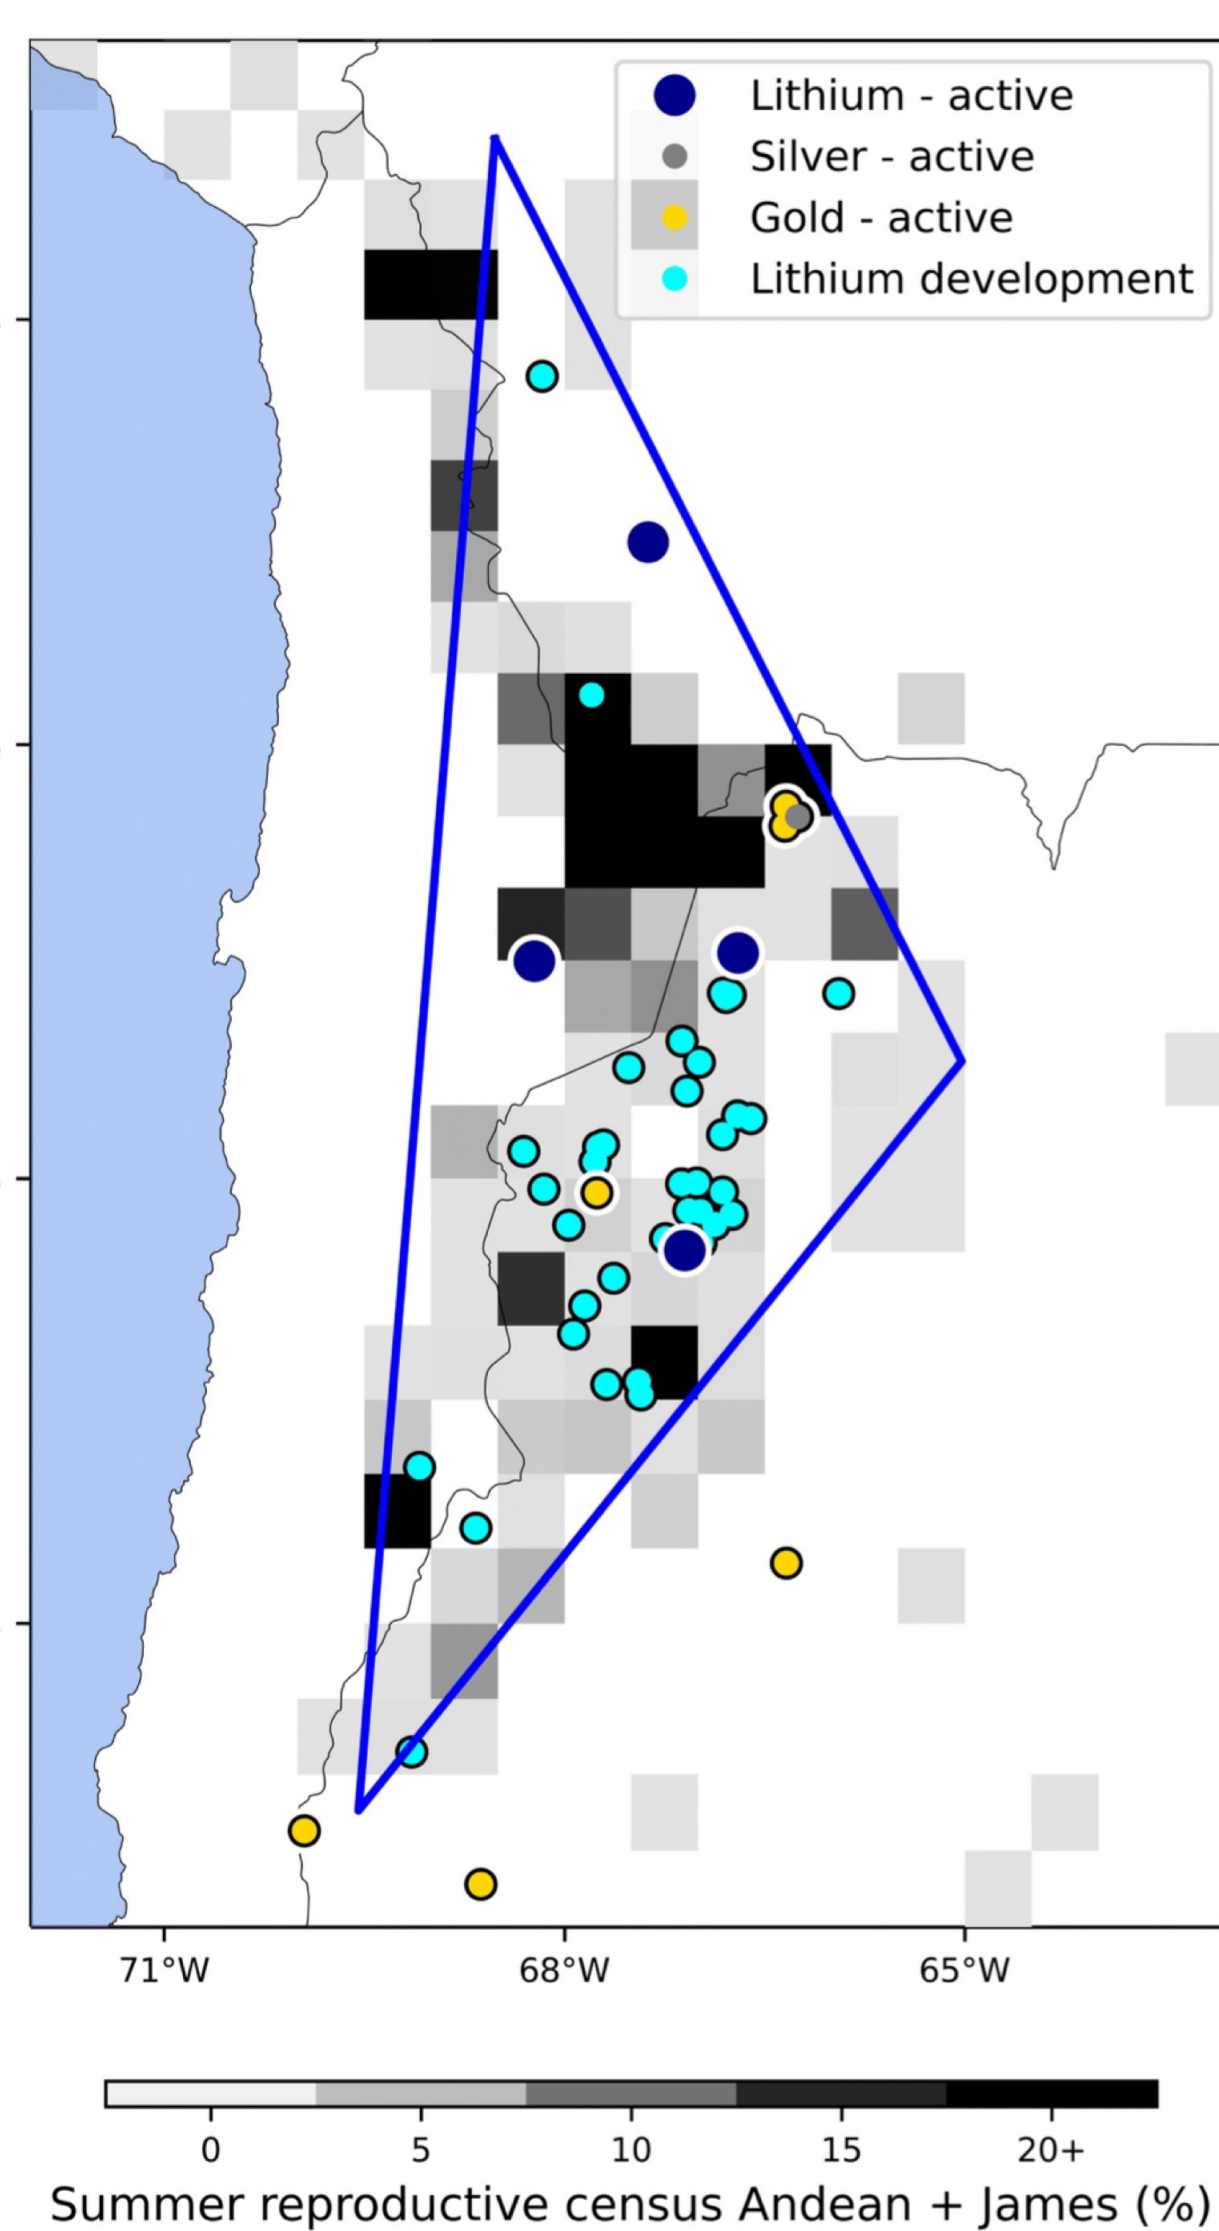 Lithium - active
Silver - active
Gold - active
Lithium development
71°W 68°W 65°W
0 5 10 15 20+
Summer reproductive census Andean + James (%)